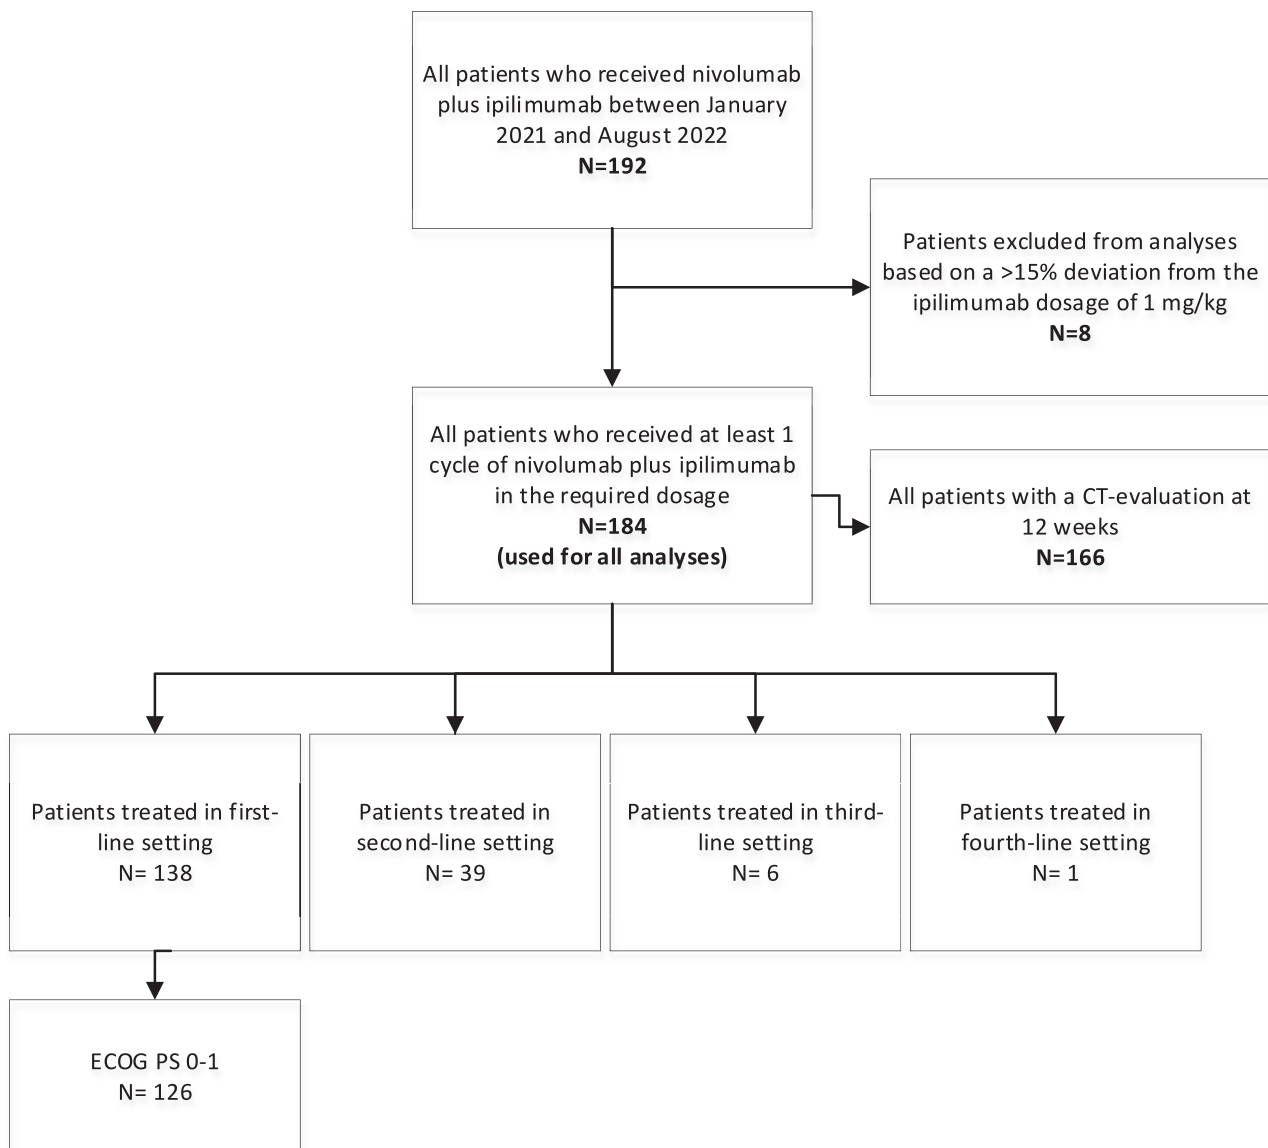 All patients who received nivolumab
plus ipilimumab between January
2021 and August 2022
N=192
Patients excluded from analyses
based on a >15% deviation from the
ipilimumab dosage of 1 mg/kg
N=8
All patients who received at least 1
cycle of nivolumab plus ipilimumab
in the required dosage
N=184
(used for all analyses)
All patients with a CT-evaluation at
12 weeks
N=166
Patients treated in first-
line setting
N= 138
Patients treated in
second-line setting
N= 39
Patients treated in third-
line setting
N= 6
Patients treated in
fourth-line setting
N= 1
ECOG PS 0-1
N= 126